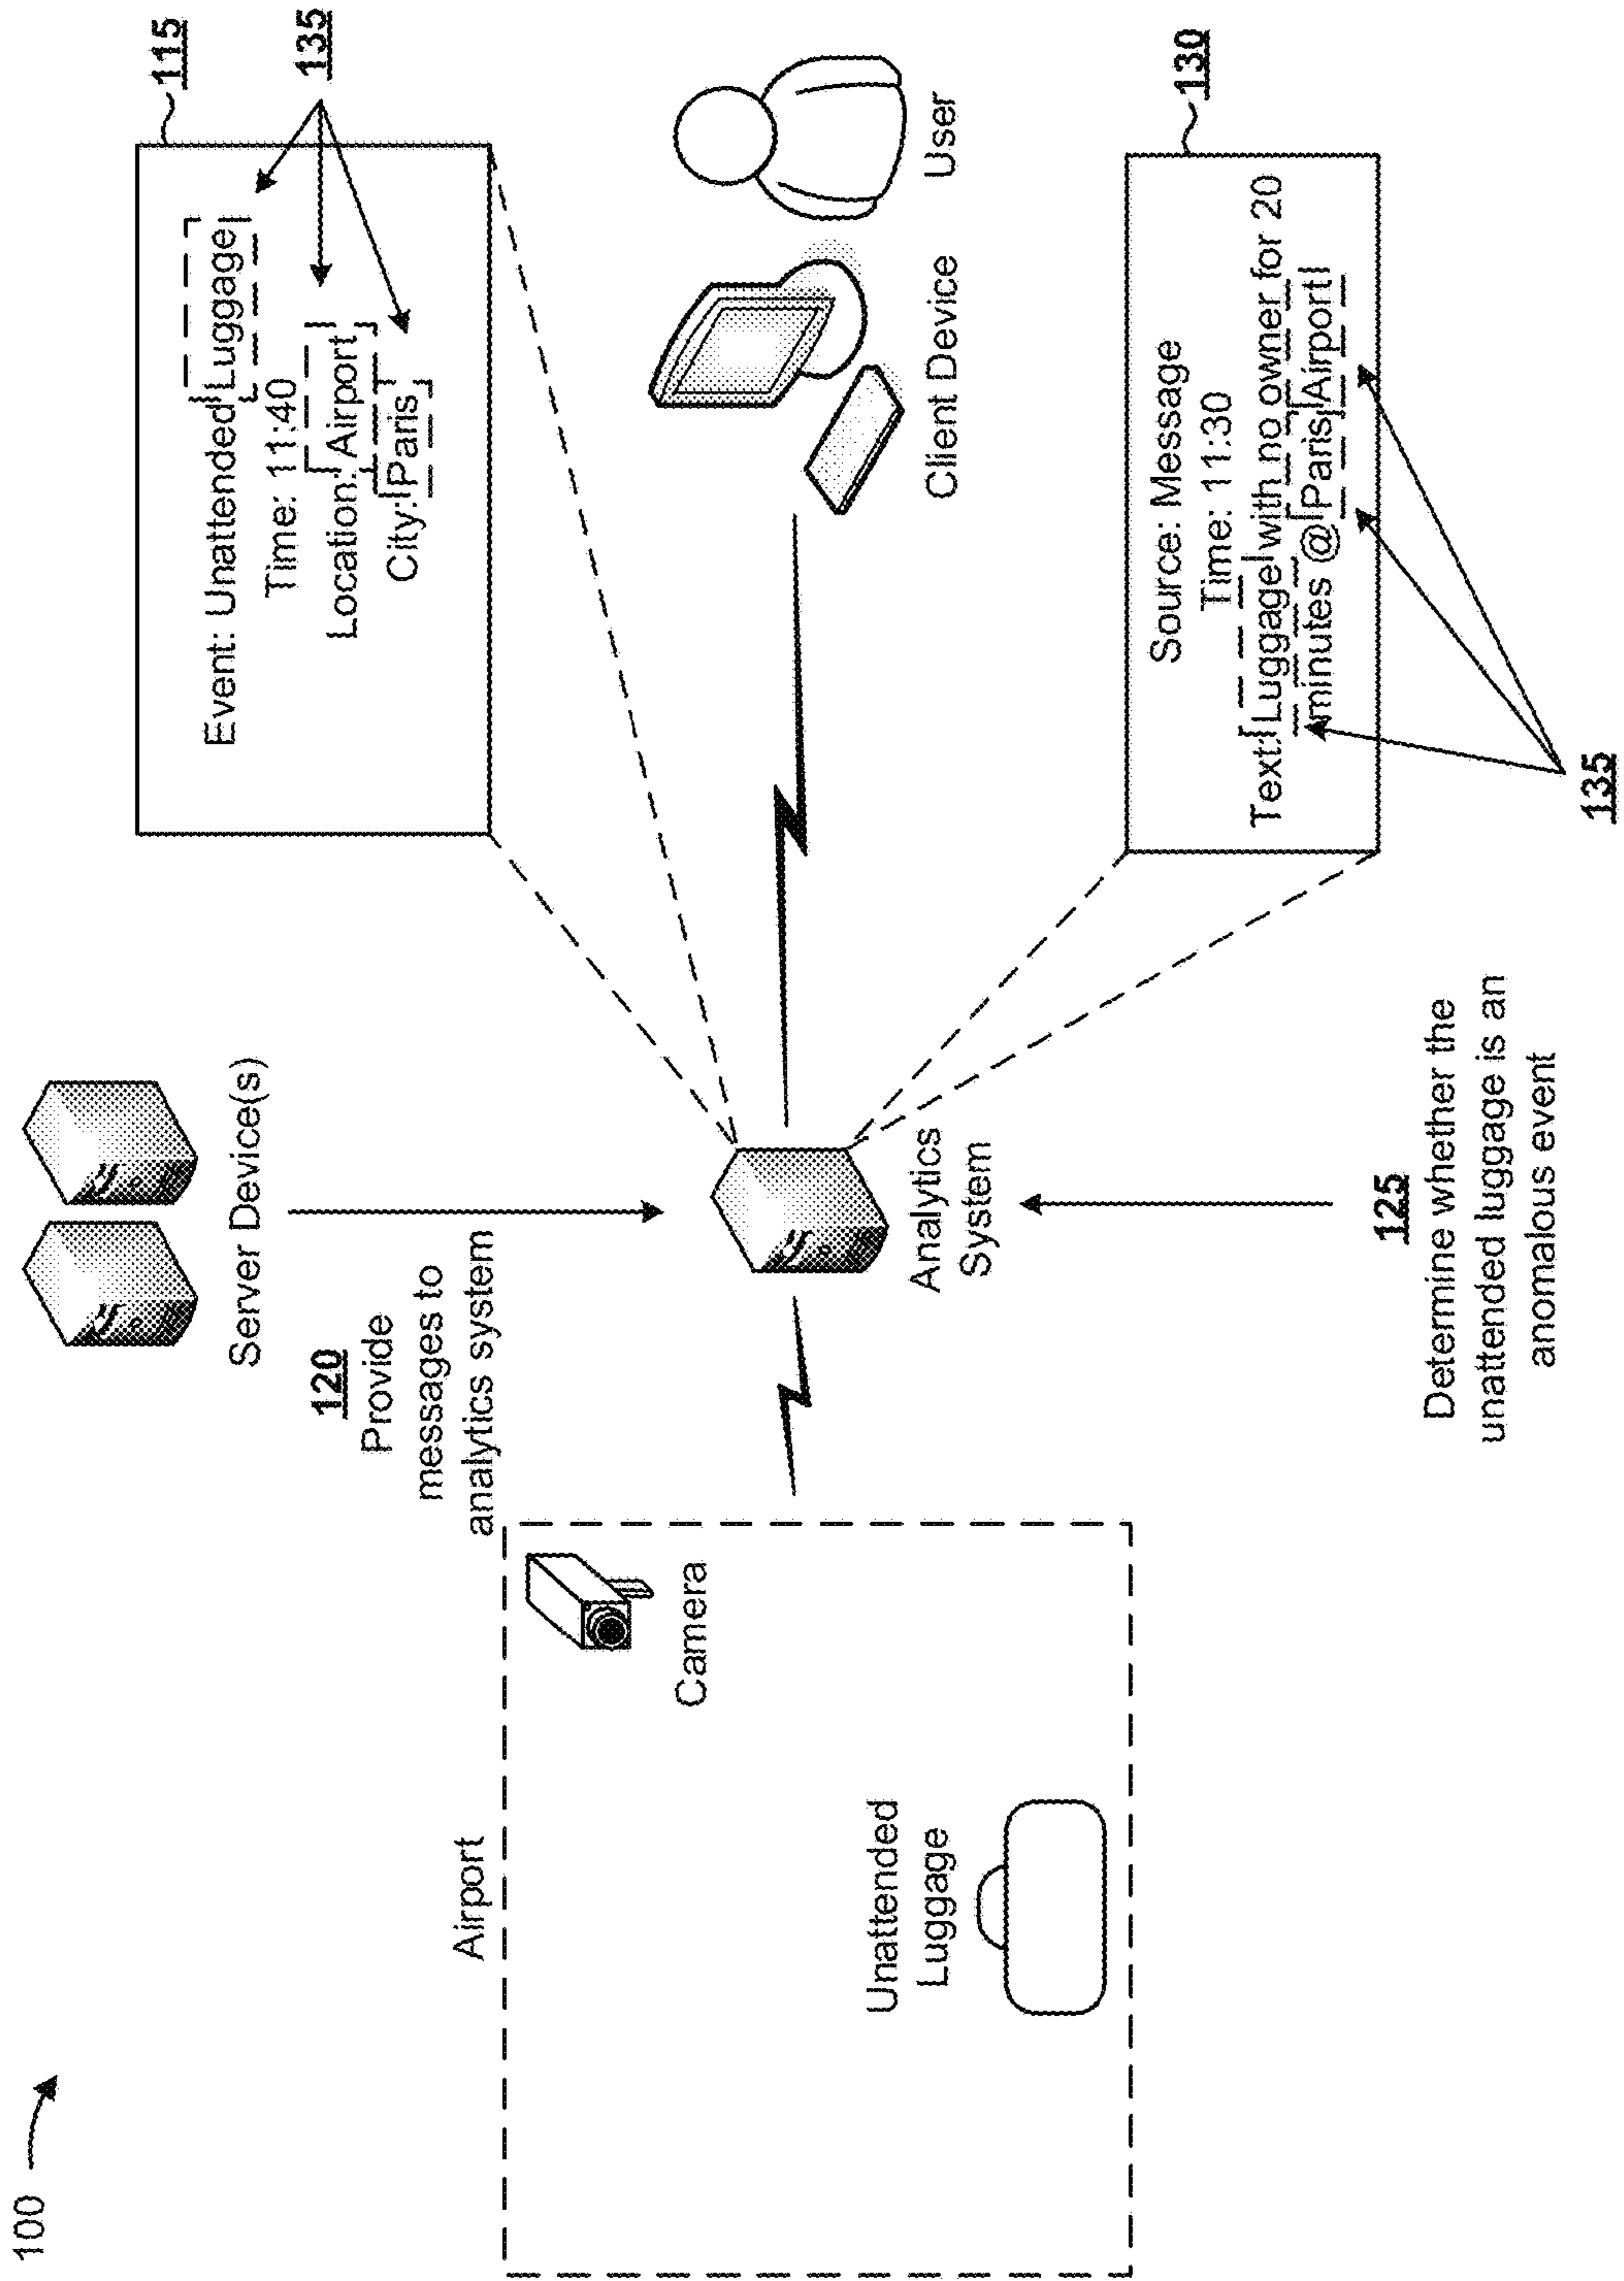 100
Airport
Camera
Unattended
Luggage
Server Device(s)
120
Provide
messages to
analytics system
Analytics
System
125
Determine whether the
unattended luggage is an
anomalous event
115
Event: Unattended Luggage
Time: 11:40
Location: Airport
City: Paris
135
Client Device
User
130
Source: Message
Time: 11:30
Text: Luggage with no owner for 20
minutes @ Paris Airport
135